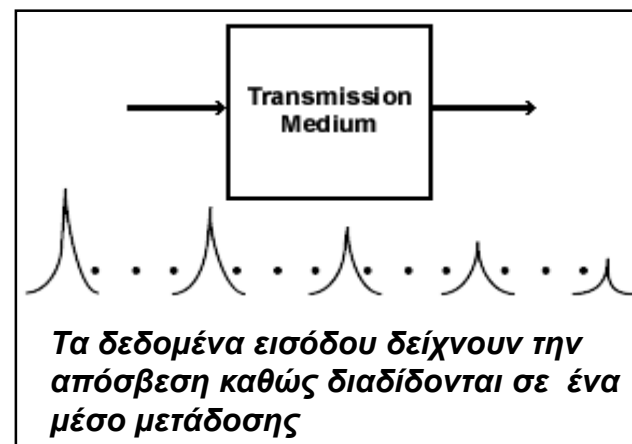 Transmission
Medium
Τα δεδομένα εισόδου δείχνουν την
απόσβεση καθώς διαδίδονται σε ένα
μέσο μετάδοσης